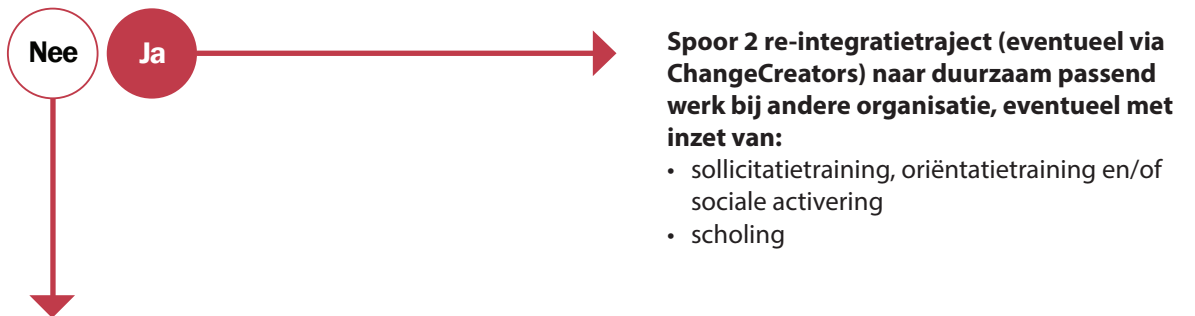 Nee
Ja
Spoor 2 re-integratietraject (eventueel via
ChangeCreators) naar duurzaam passend
werk bij andere organisatie, eventueel met
inzet van:
• sollicitatietraining, oriëntatietraining en/of
sociale activering
• scholing